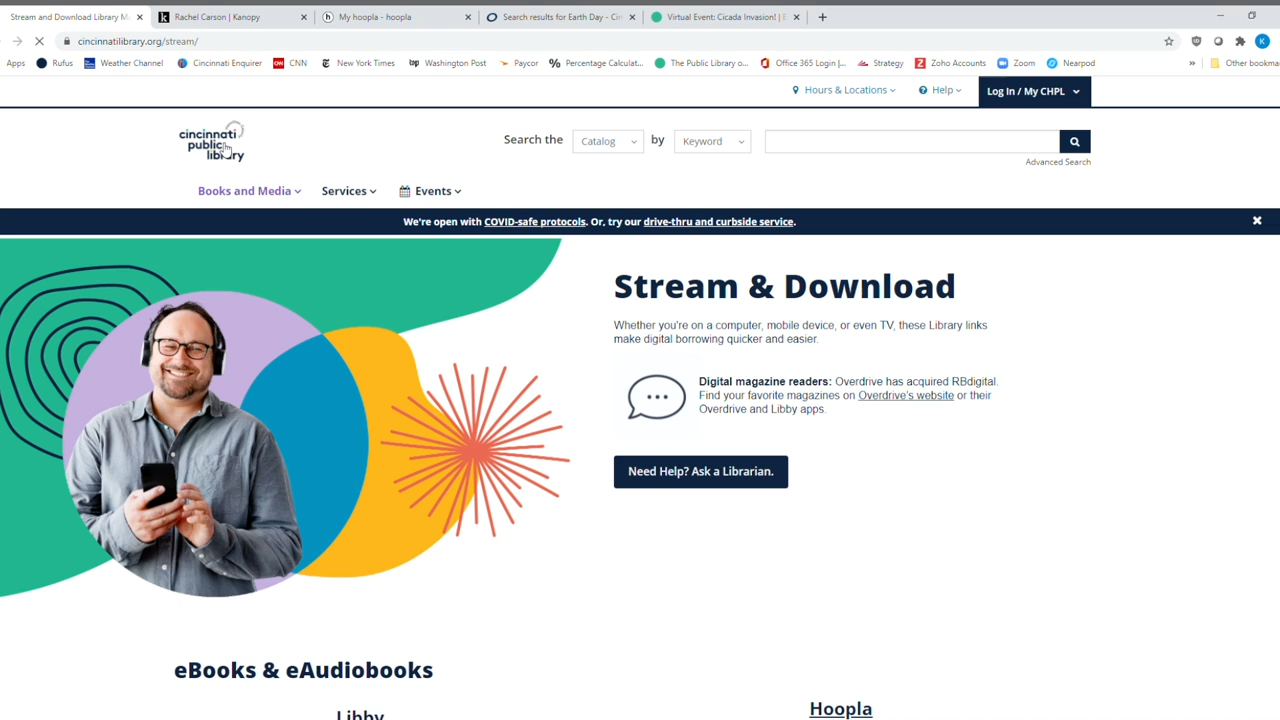 Stream and Download Library M
Rachel Carson | Kanopy
My hoopla - hoopla
Search results for Earth Day - Cin
Virtual Event: Cicada Invasion! | E
cincinnatilibrary.org/stream/
K
Apps
Rufus
Weather Channel
Cincinnati Enquirer
CNN
New York Times
wp Washington Post
Paycor
Percentage Calculat...
The Public Library o...
Office 365 Login |...
Strategy
Zoho Accounts
Zoom
Nearpod
»
Other bookma
Hours & Locations
Help
Log In / My CHPL
cincinnati
public
library
Search the
Catalog
by
Keyword
Advanced Search
Books and Media
Services
Events
We're open with COVID-safe protocols. Or, try our drive-thru and curbside service.
Stream & Download
Whether you're on a computer, mobile device, or even TV, these Library links
make digital borrowing quicker and easier.
Digital magazine readers: Overdrive has acquired RBdigital.
Find your favorite magazines on Overdrive's website or their
Overdrive and Libby apps.
Need Help? Ask a Librarian.
eBooks & eAudiobooks
Libby
Hoopla